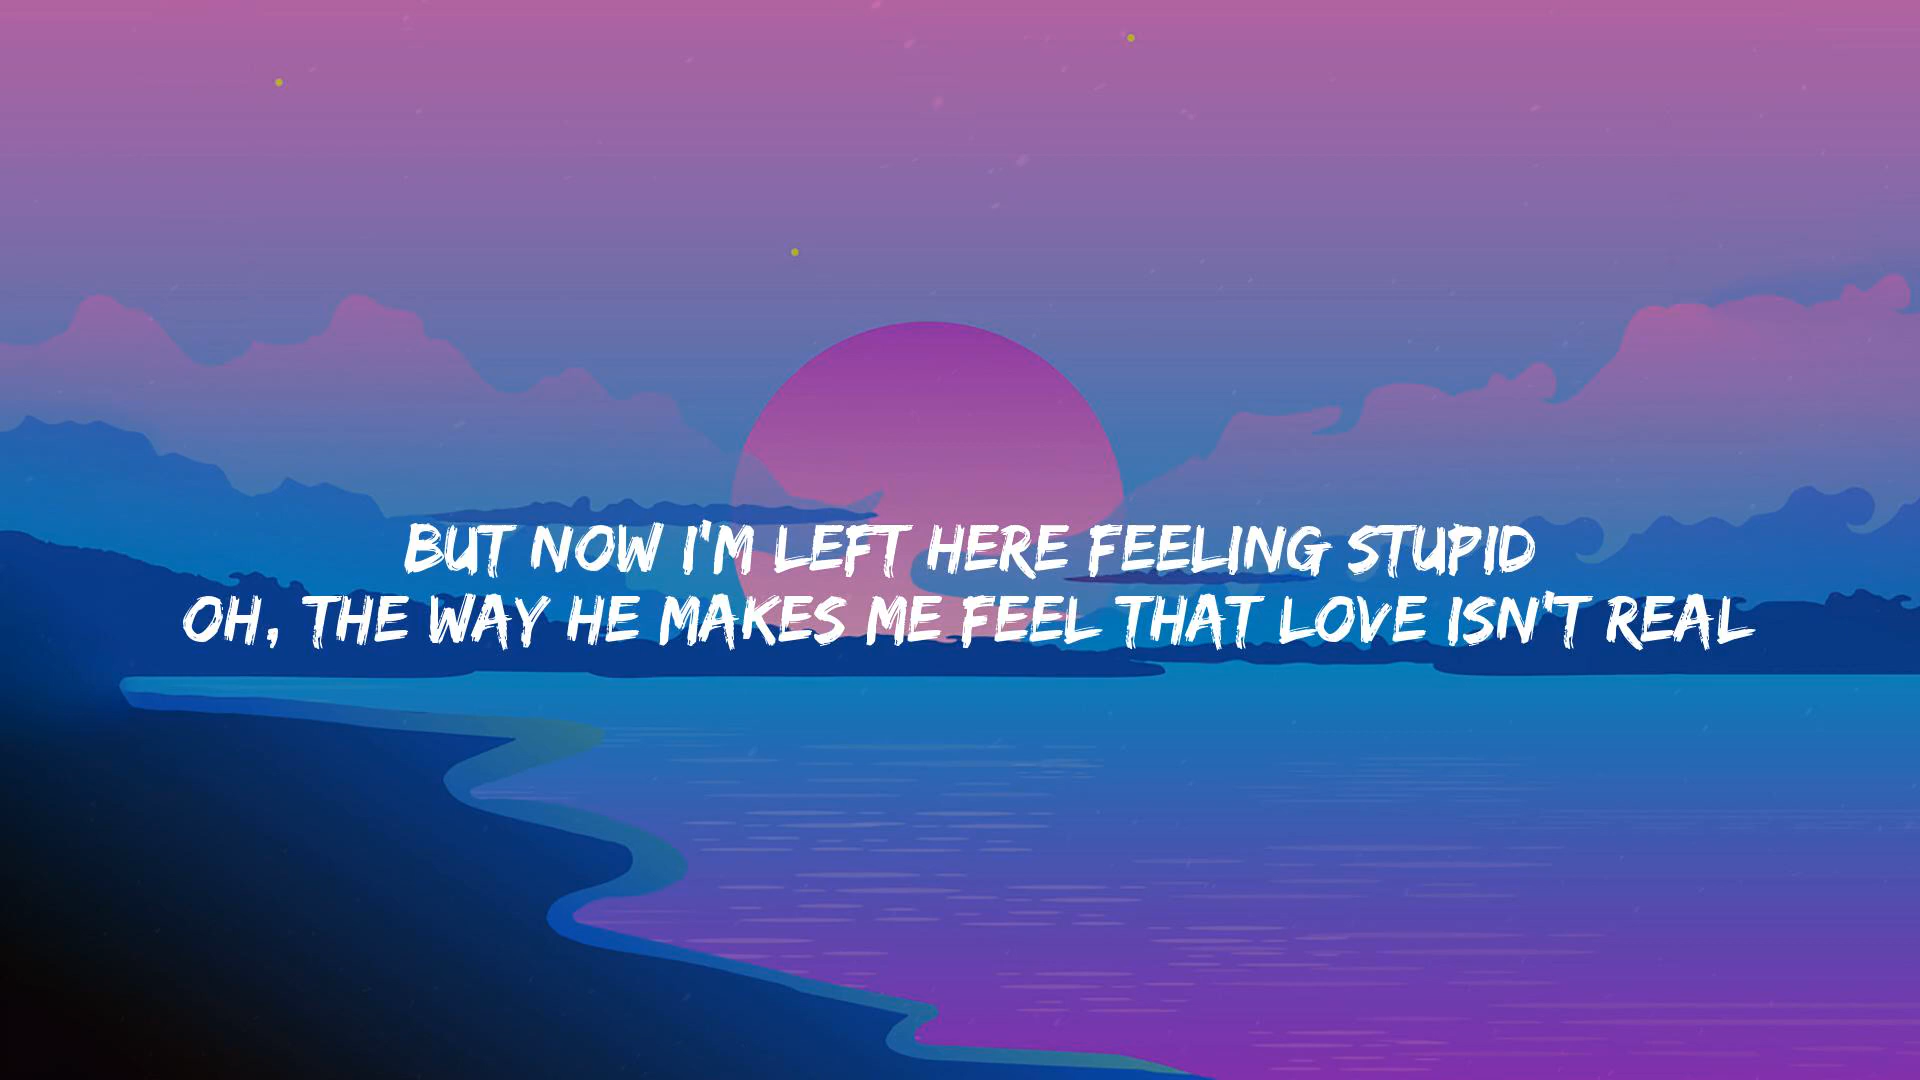 BUT NOW I'M LEFT HERE FEELING STUPID
OH, THE WAY HE MAKES ME FEEL THAT LOVE ISN'T REAL